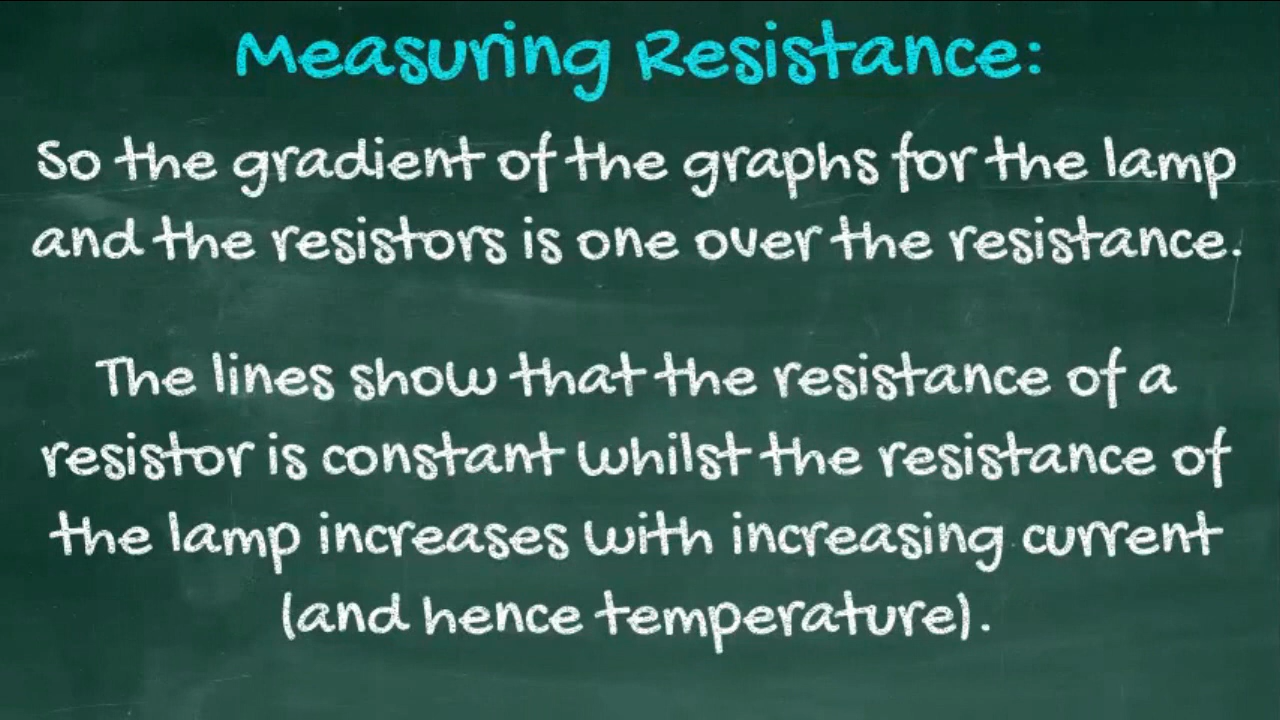 Measuring Resistance:
So the gradient of the graphs for the lamp
and the resistors is one over the resistance.
The lines show that the resistance of a
resistor is constant whilst the resistance of
the lamp increases with increasing current
(and hence temperature).